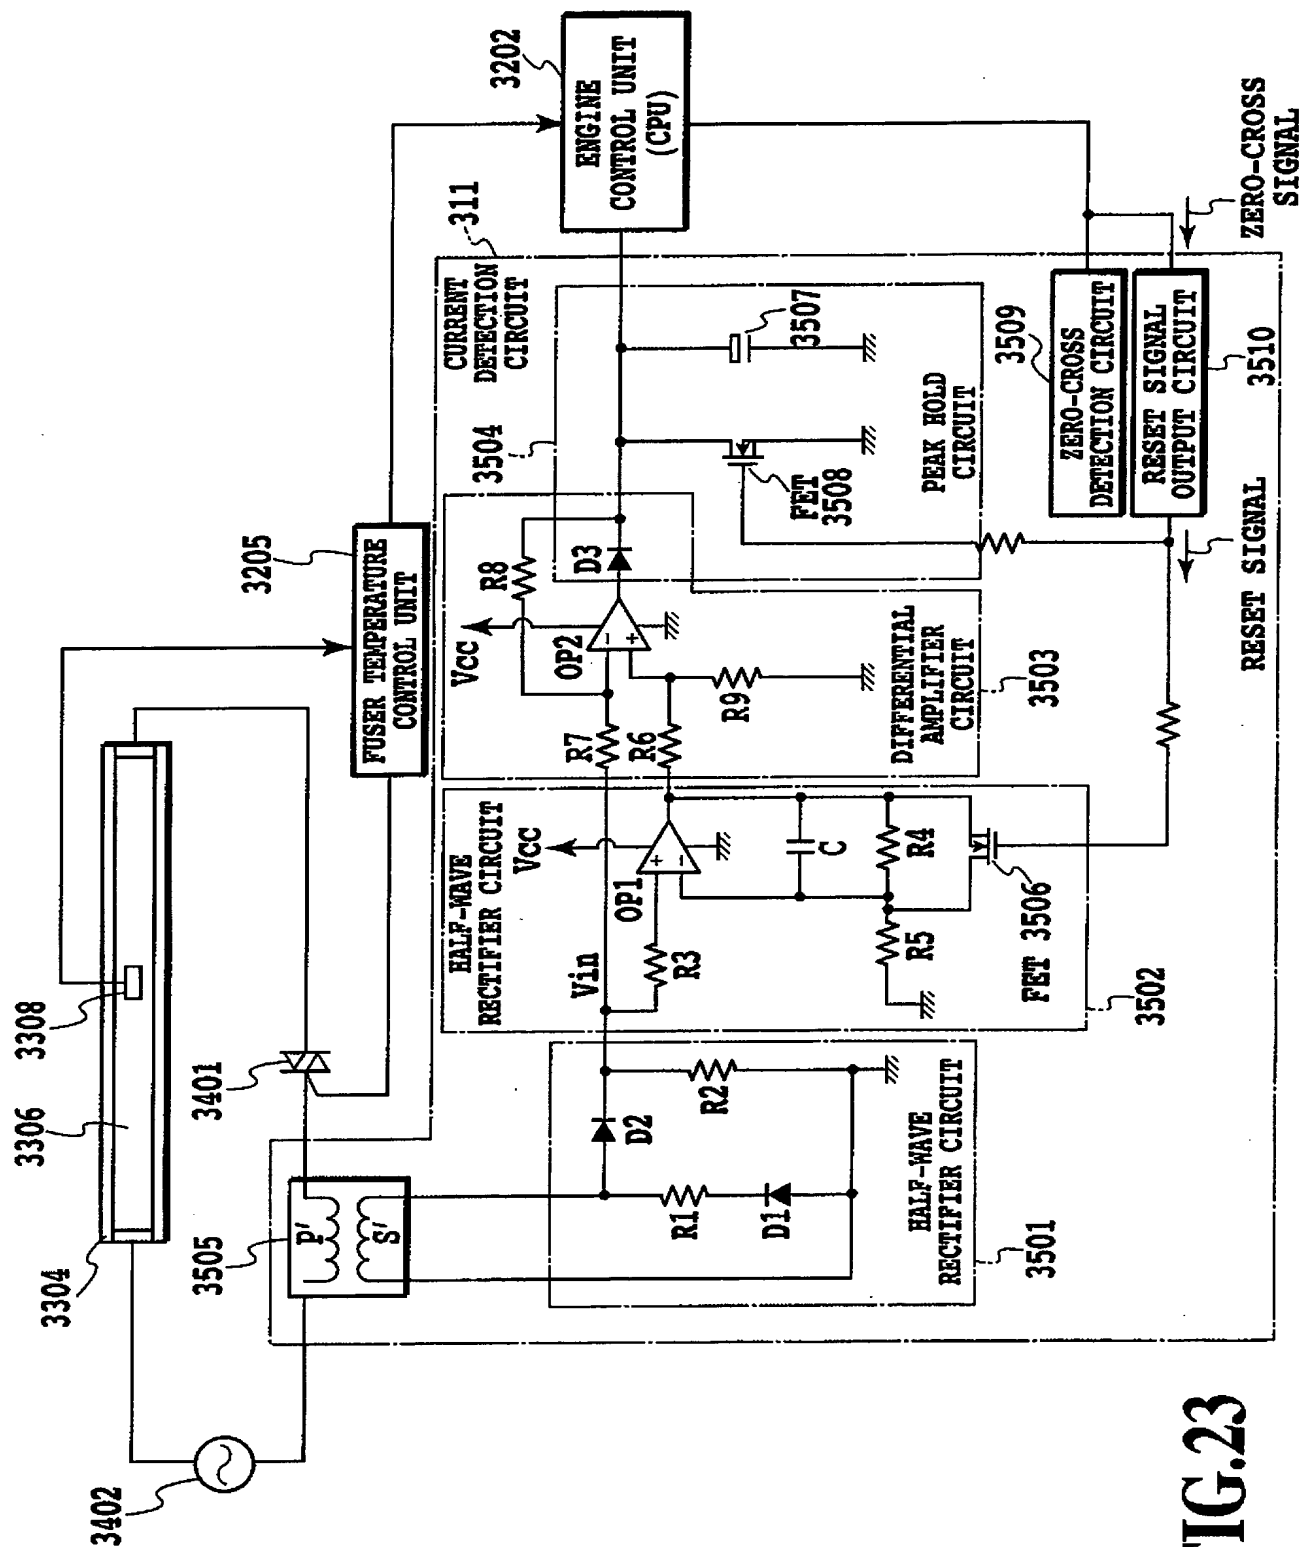 3402
3304
3306
3308
3401
3505
P'
S'
3205
FUSER TEMPERATURE
CONTROL UNIT
3202
ENGINE
CONTROL UNIT
(CPU)
311
CURRENT
DETECTION
CIRCUIT
HALF-WAVE
RECTIFIER CIRCUIT
3501
D1
R1
D2
R2
HALF-WAVE
RECTIFIER CIRCUIT
3502
Vin
R3
OP1
+
-
Vcc
C
R4
R5
FET 3506
DIFFERENTIAL
AMPLIFIER
CIRCUIT
3503
R7
R6
R9
OP2
-
+
Vcc
R8
D3
3504
PEAK HOLD
CIRCUIT
FET
3508
3507
3509
ZERO-CROSS
DETECTION CIRCUIT
RESET SIGNAL
OUTPUT CIRCUIT
3510
RESET SIGNAL
ZERO-CROSS
SIGNAL
FIG.23